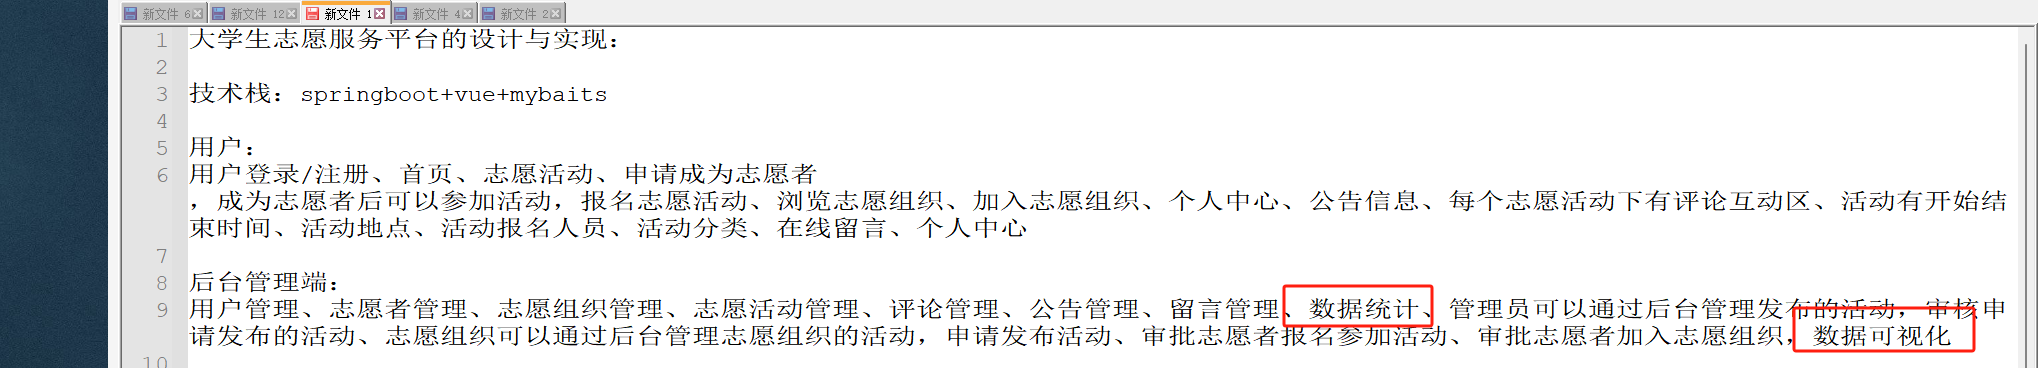 新文件 6 新文件 12 新文件 1 新文件 4 新文件 2
1 大学生志愿服务平台的设计与实现：
2
3 技术栈：springboot+vue+mybaits
4
5 用户：
6 用户登录/注册、首页、志愿活动、申请成为志愿者
，成为志愿者后可以参加活动，报名志愿活动、浏览志愿组织、加入志愿组织、个人中心、公告信息、每个志愿活动下有评论互动区、活动有开始结
束时间、活动地点、活动报名人员、活动分类、在线留言、个人中心
7
8 后台管理端：
9 用户管理、志愿者管理、志愿组织管理、志愿活动管理、评论管理、公告管理、留言管理、数据统计、管理员可以通过后台管理发布的活动，审核申
请发布的活动、志愿组织可以通过后台管理志愿组织的活动，申请发布活动、审批志愿者报名参加活动、审批志愿者加入志愿组织，数据可视化
10